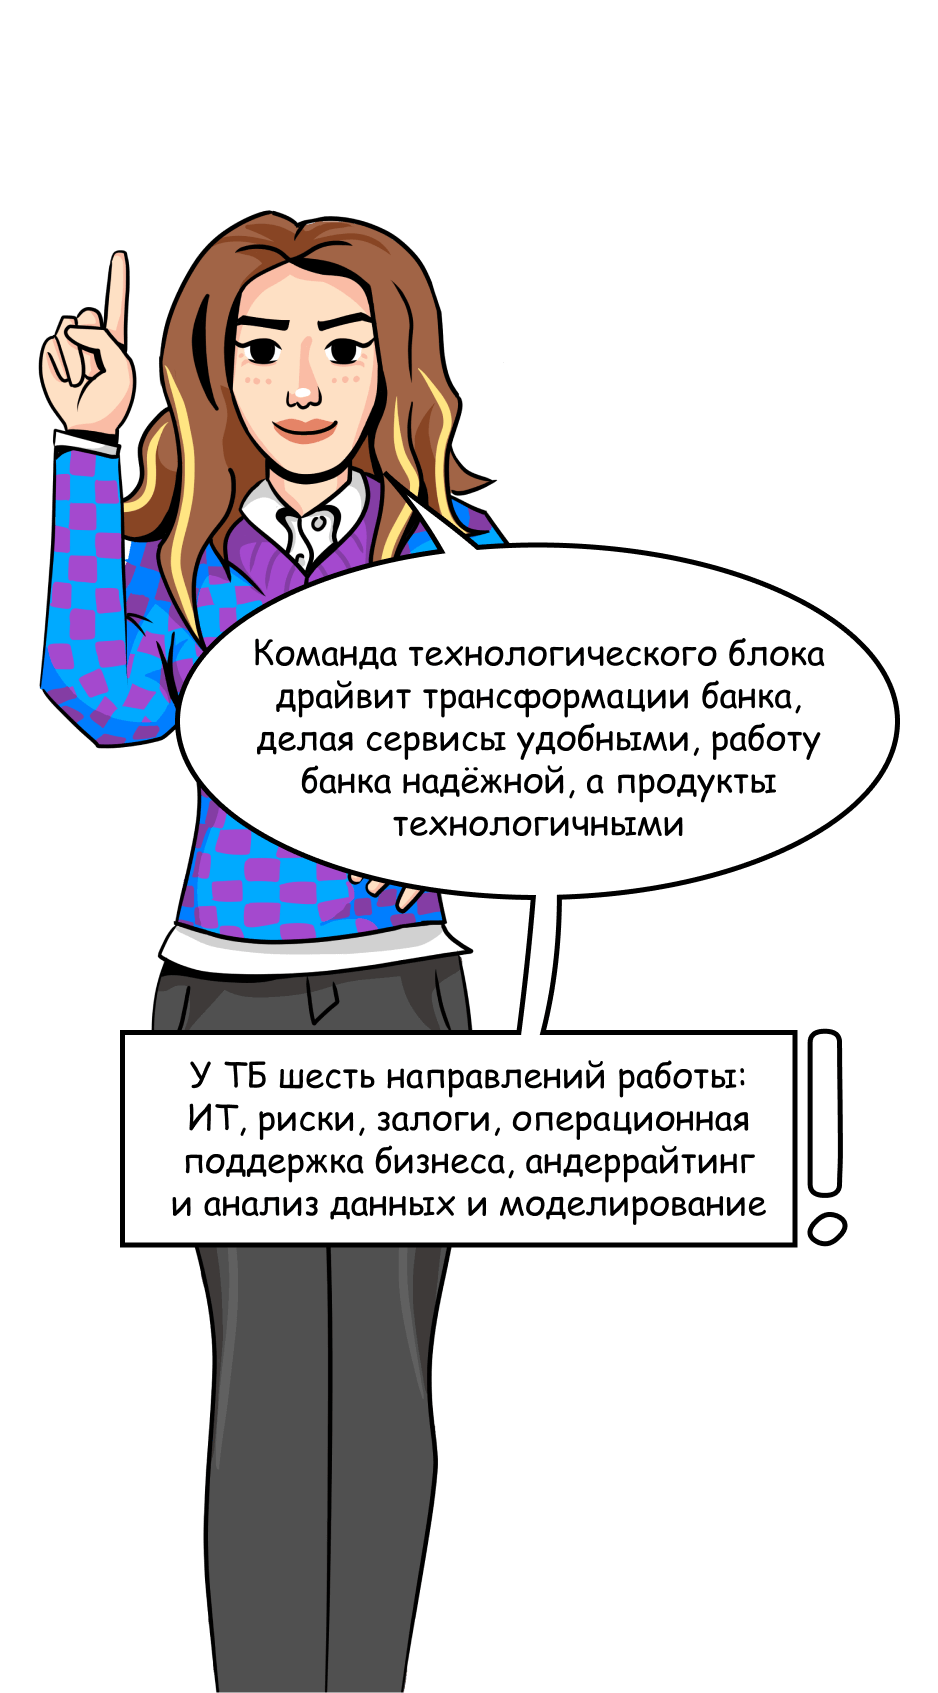 Команда технологического блока
драйвит трансформации банка,
делая сервисы удобными, работу
банка надёжной, а продукты
технологичными
У ТБ шесть направлений работы:
ИТ, риски, залоги, операционная
поддержка бизнеса, андеррайтинг
и анализ данных и моделирование